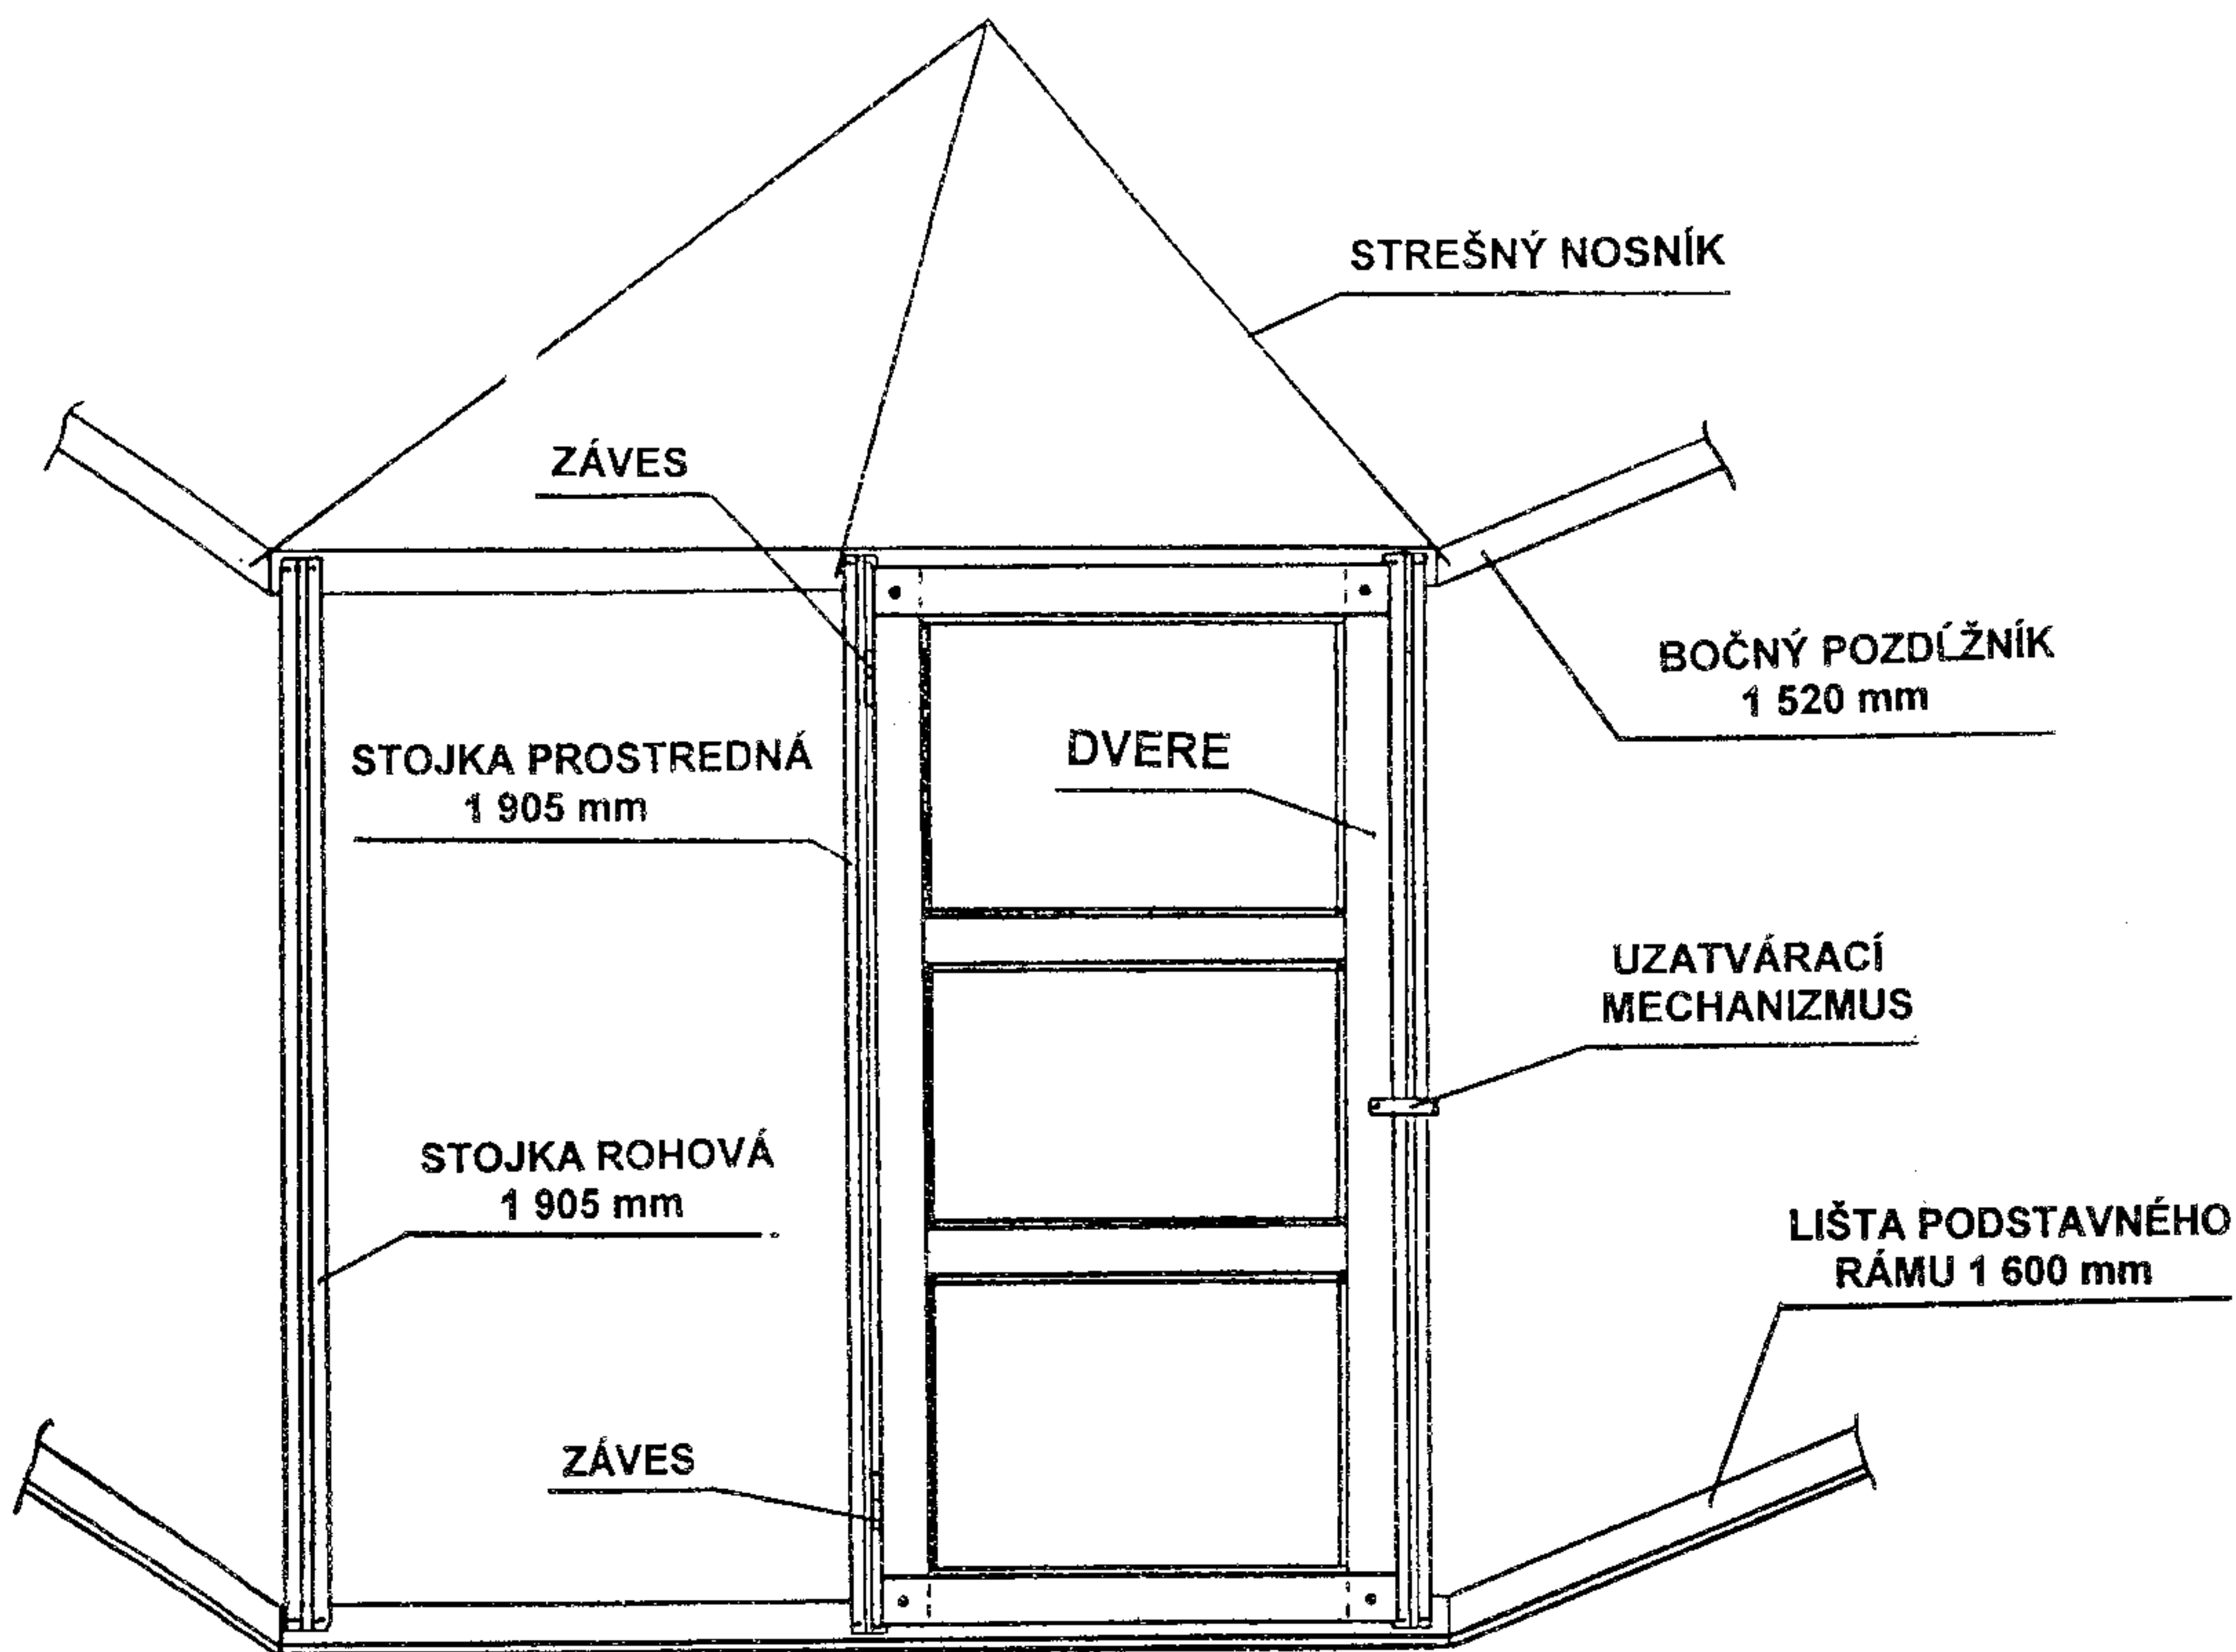 STREŠNÝ NOSNÍK
ZÁVES
BOČNÝ POZDĹŽNÍK
1 520 mm
STOJKA PROSTREDNÁ
1 905 mm
DVERE
UZATVÁRACÍ
MECHANIZMUS
STOJKA ROHOVÁ
1 905 mm
LIŠTA PODSTAVNÉHO
RÁMU 1 600 mm
ZÁVES